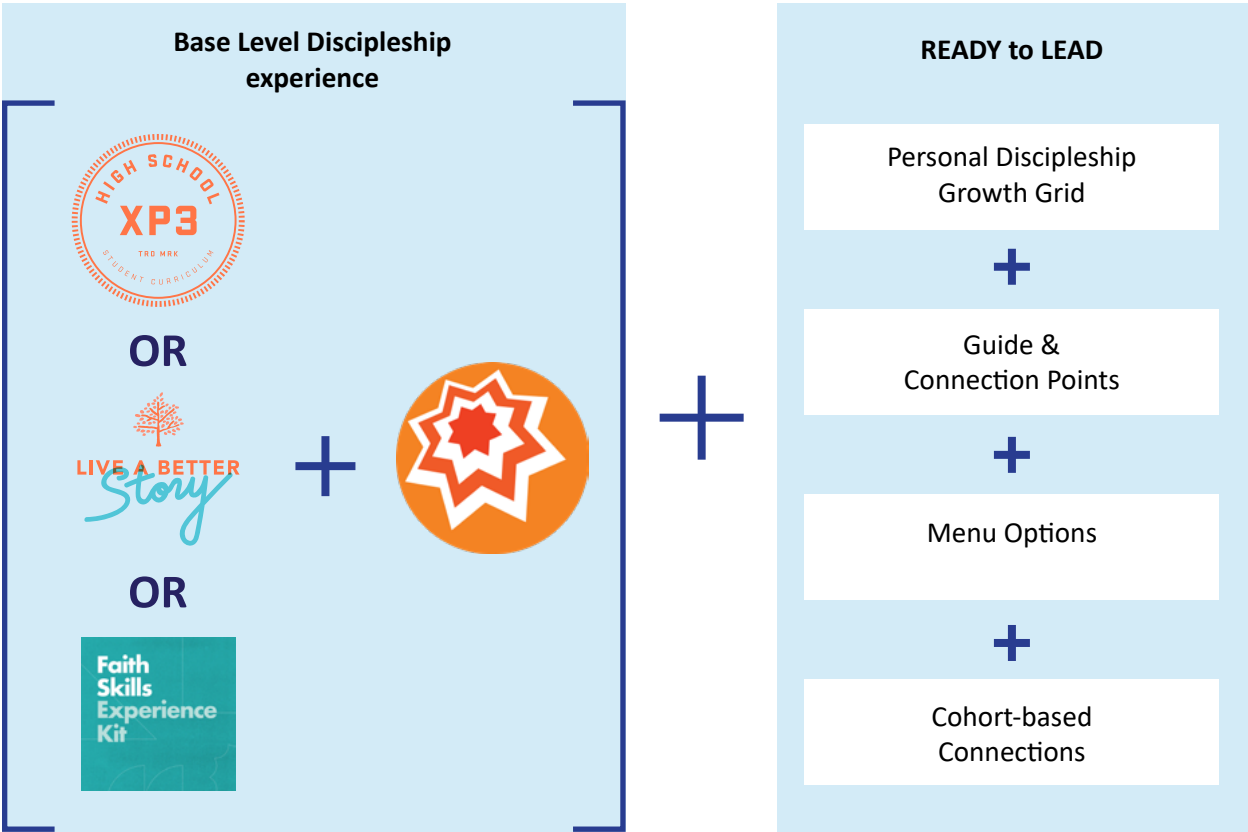 Base Level Discipleship
experience
HIGH SCHOOL
XP3
TRG MRK
STUDENT CURRICULUM
OR
LIVE A BETTER
Story
OR
Faith
Skills
Experience
Kit
READY to LEAD
Personal Discipleship
Growth Grid
+
Guide &
Connection Points
+
Menu Options
+
Cohort-based
Connections